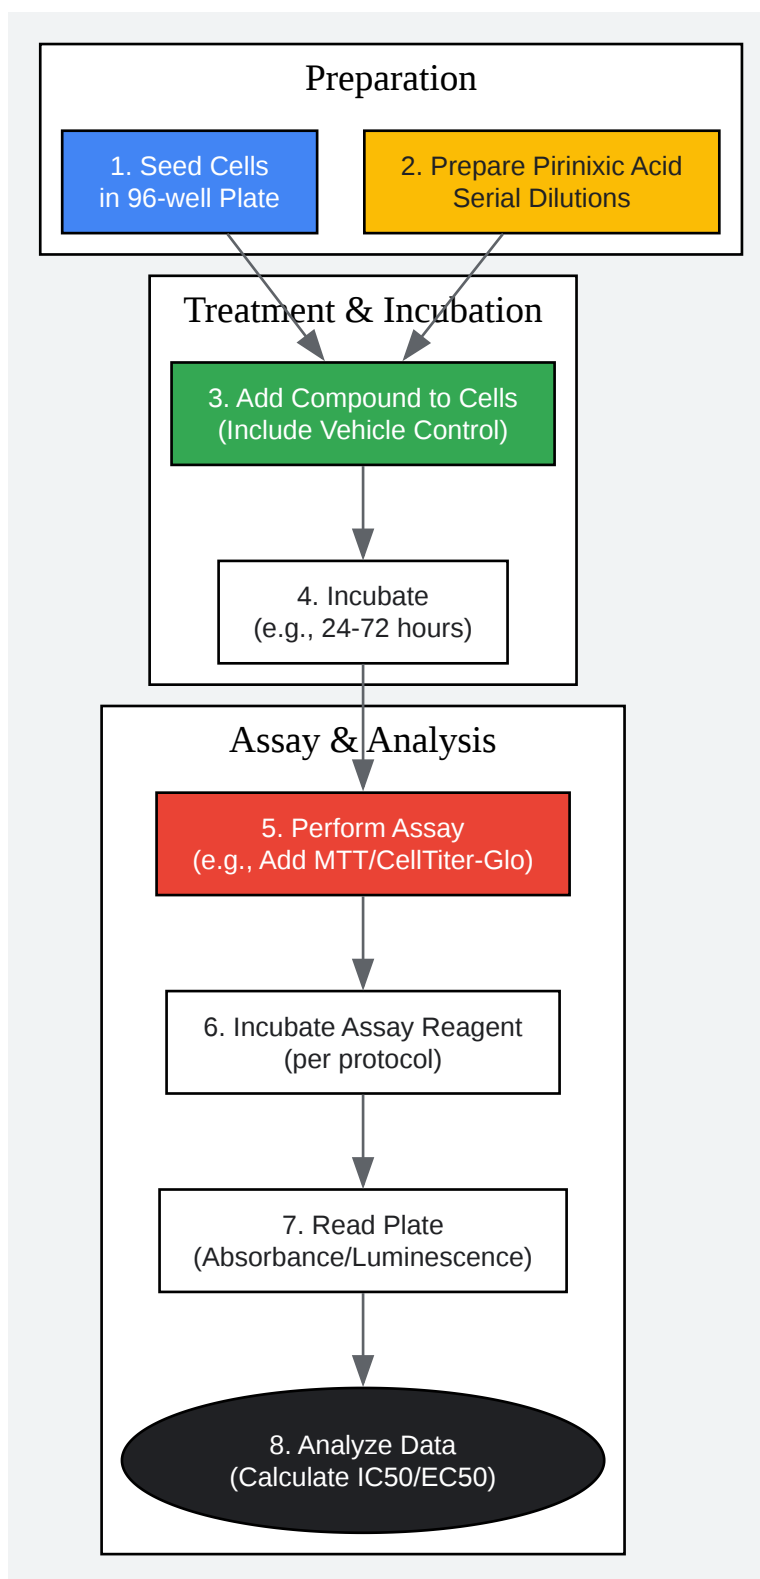 Preparation
1. Seed Cells
in 96-well Plate
2. Prepare Pirinixic Acid
Serial Dilutions
Treatment & Incubation
3. Add Compound to Cells
(Include Vehicle Control)
4. Incubate
(e.g., 24-72 hours)
Assay & Analysis
5. Perform Assay
(e.g., Add MTT/CellTiter-Glo)
6. Incubate Assay Reagent
(per protocol)
7. Read Plate
(Absorbance/Luminescence)
8. Analyze Data
(Calculate IC50/EC50)